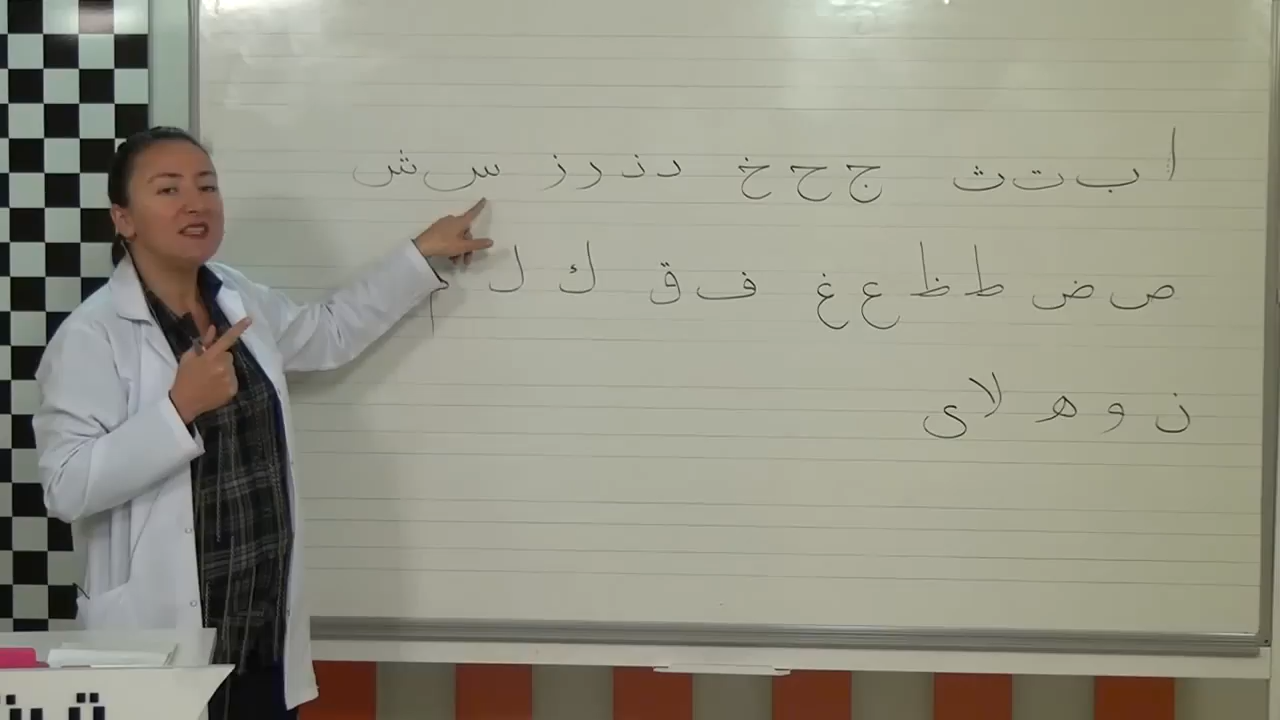 ا ب ت ث ج ح خ د ذ ر ز س ش
ص ض ط ظ ع غ ف ق ك ل م
ن و ه لا ى